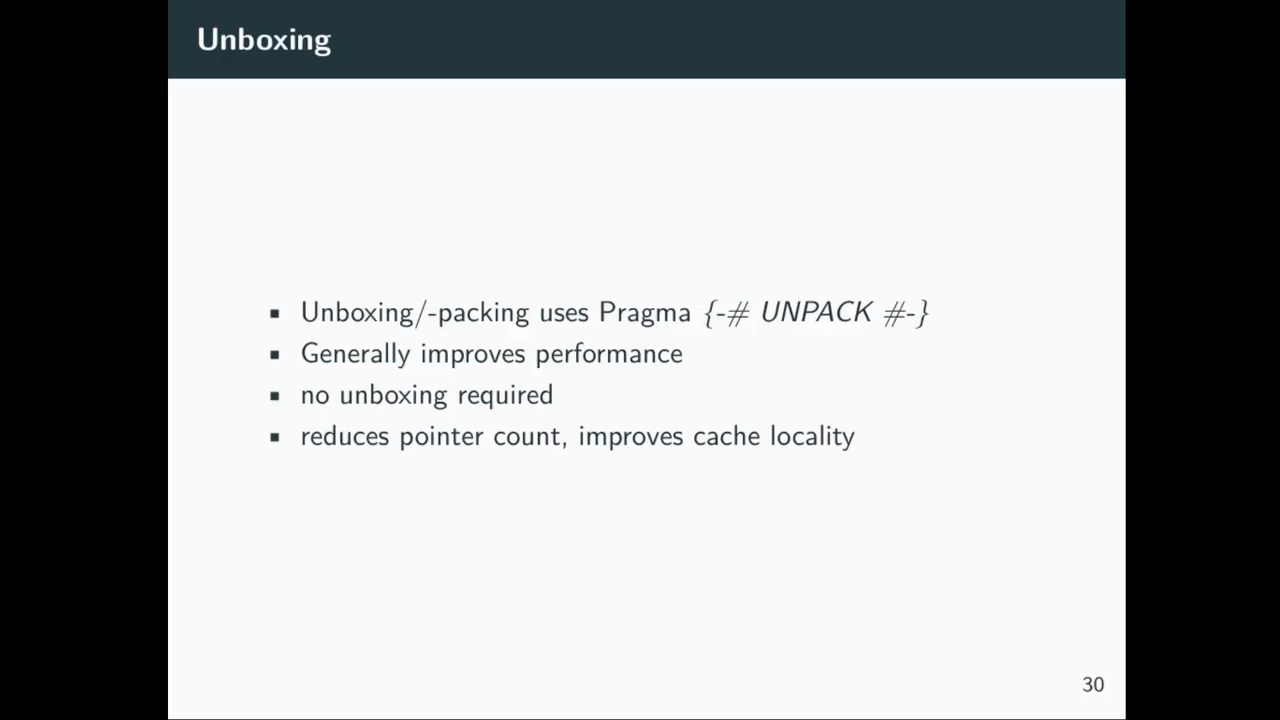 Unboxing
▪ Unboxing/-packing uses Pragma {-# UNPACK #-}
▪ Generally improves performance
▪ no unboxing required
▪ reduces pointer count, improves cache locality
30